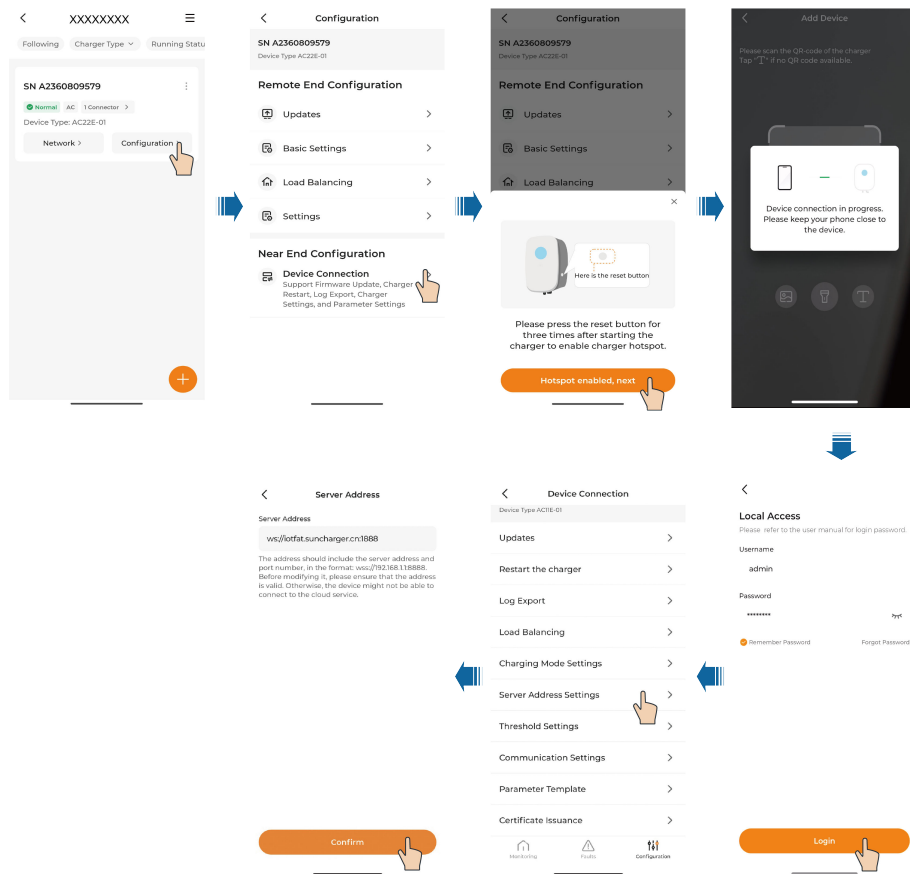 XXXXXXXX
Following
Charger Type
Running Statu
SN A2360809579
Normal
AC
1 Connector >
Device Type: AC22E-01
Network >
Configuration
Configuration
SN A2360809579
Device Type AC22E-01
Remote End Configuration
Updates
Basic Settings
Load Balancing
Settings
Near End Configuration
Device Connection
Support Firmware Update, Charger
Restart, Log Export, Charger
Settings, and Parameter Settings
Configuration
SN A2360809579
Device Type AC22E-01
Remote End Configuration
Updates
Basic Settings
Load Balancing
Here is the reset button
Please press the reset button for
three times after starting the
charger to enable charger hotspot.
Hotspot enabled, next
Add Device
Please scan the QR-code of the charger
Tap "T" if no QR code available.
Device connection in progress.
Please keep your phone close to
the device.
T
Local Access
Please refer to the user manual for login password.
Username
admin
Password
********
Remember Password
Forgot Password
Login
Device Connection
Device Type AC11E-01
Updates
Restart the charger
Log Export
Load Balancing
Charging Mode Settings
Server Address Settings
Threshold Settings
Communication Settings
Parameter Template
Certificate Issuance
Monitoring
Faults
Configuration
Server Address
Server Address
ws://iotfat.suncharger.cn:1888
The address should include the server address and
port number, in the format: wss://192.168.1.1:8888.
Before modifying it, please ensure that the address
is valid. Otherwise, the device might not be able to
connect to the cloud service.
Confirm